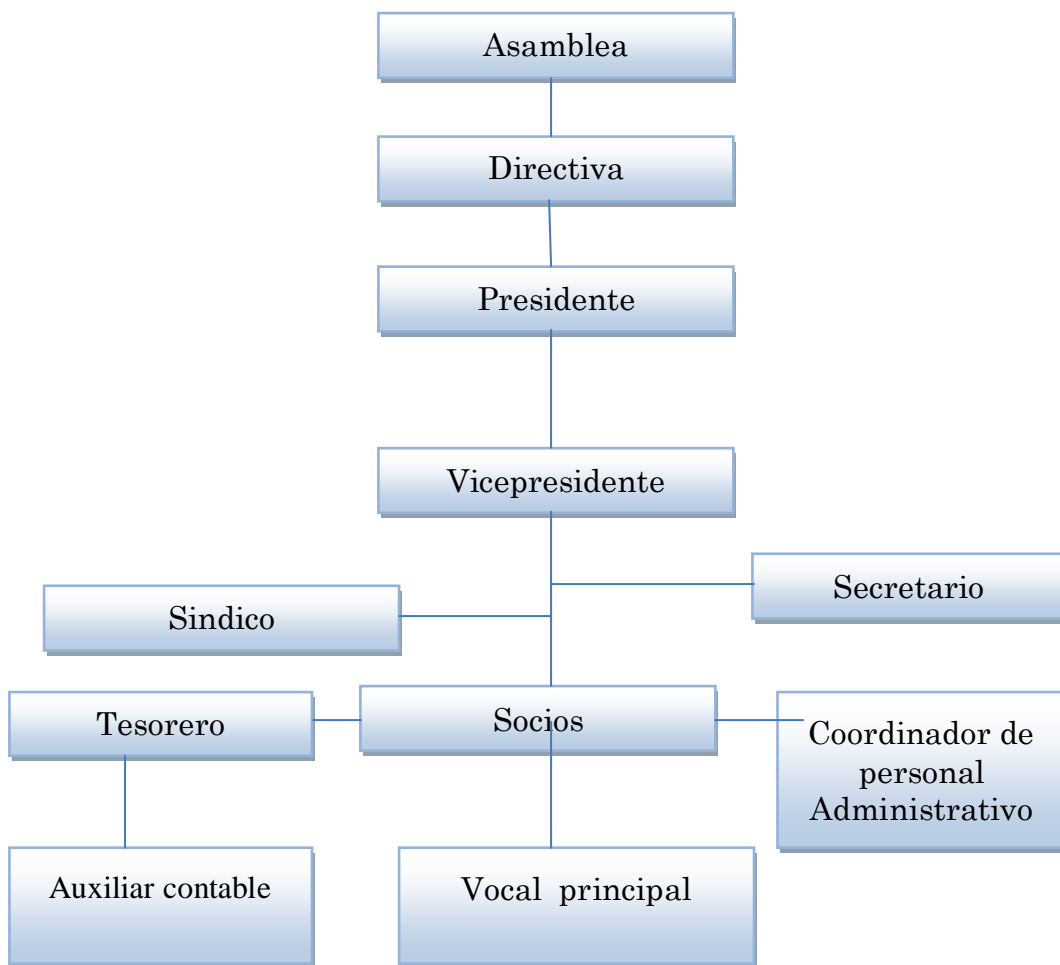 Asamblea
Directiva
Presidente
Vicepresidente
Secretario
Sindico
Tesorero
Socios
Coordinador de
personal
Administrativo
Auxiliar contable
Vocal principal